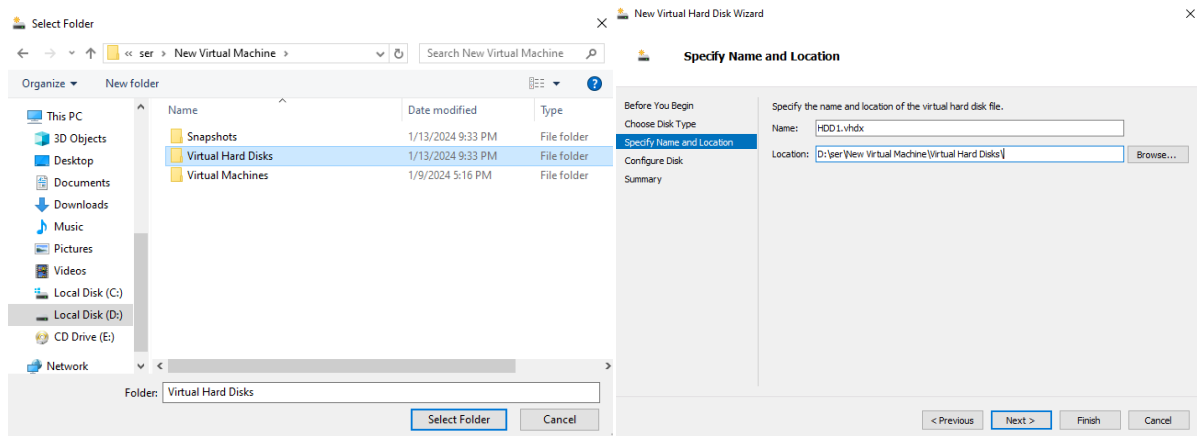 Select Folder
« ser > New Virtual Machine >
Search New Virtual Machine
Organize
New folder
This PC
3D Objects
Desktop
Documents
Downloads
Music
Pictures
Videos
Local Disk (C:)
Local Disk (D:)
CD Drive (E:)
Network
Name Date modified Type
Snapshots 1/13/2024 9:33 PM File folder
Virtual Hard Disks 1/13/2024 9:33 PM File folder
Virtual Machines 1/9/2024 5:16 PM File folder
Folder: Virtual Hard Disks
Select Folder Cancel
New Virtual Hard Disk Wizard
Specify Name and Location
Before You Begin
Choose Disk Type
Specify Name and Location
Configure Disk
Summary
Specify the name and location of the virtual hard disk file.
Name: HDD1.vhdx
Location: D:\ser\New Virtual Machine\Virtual Hard Disks\ Browse...
< Previous Next > Finish Cancel